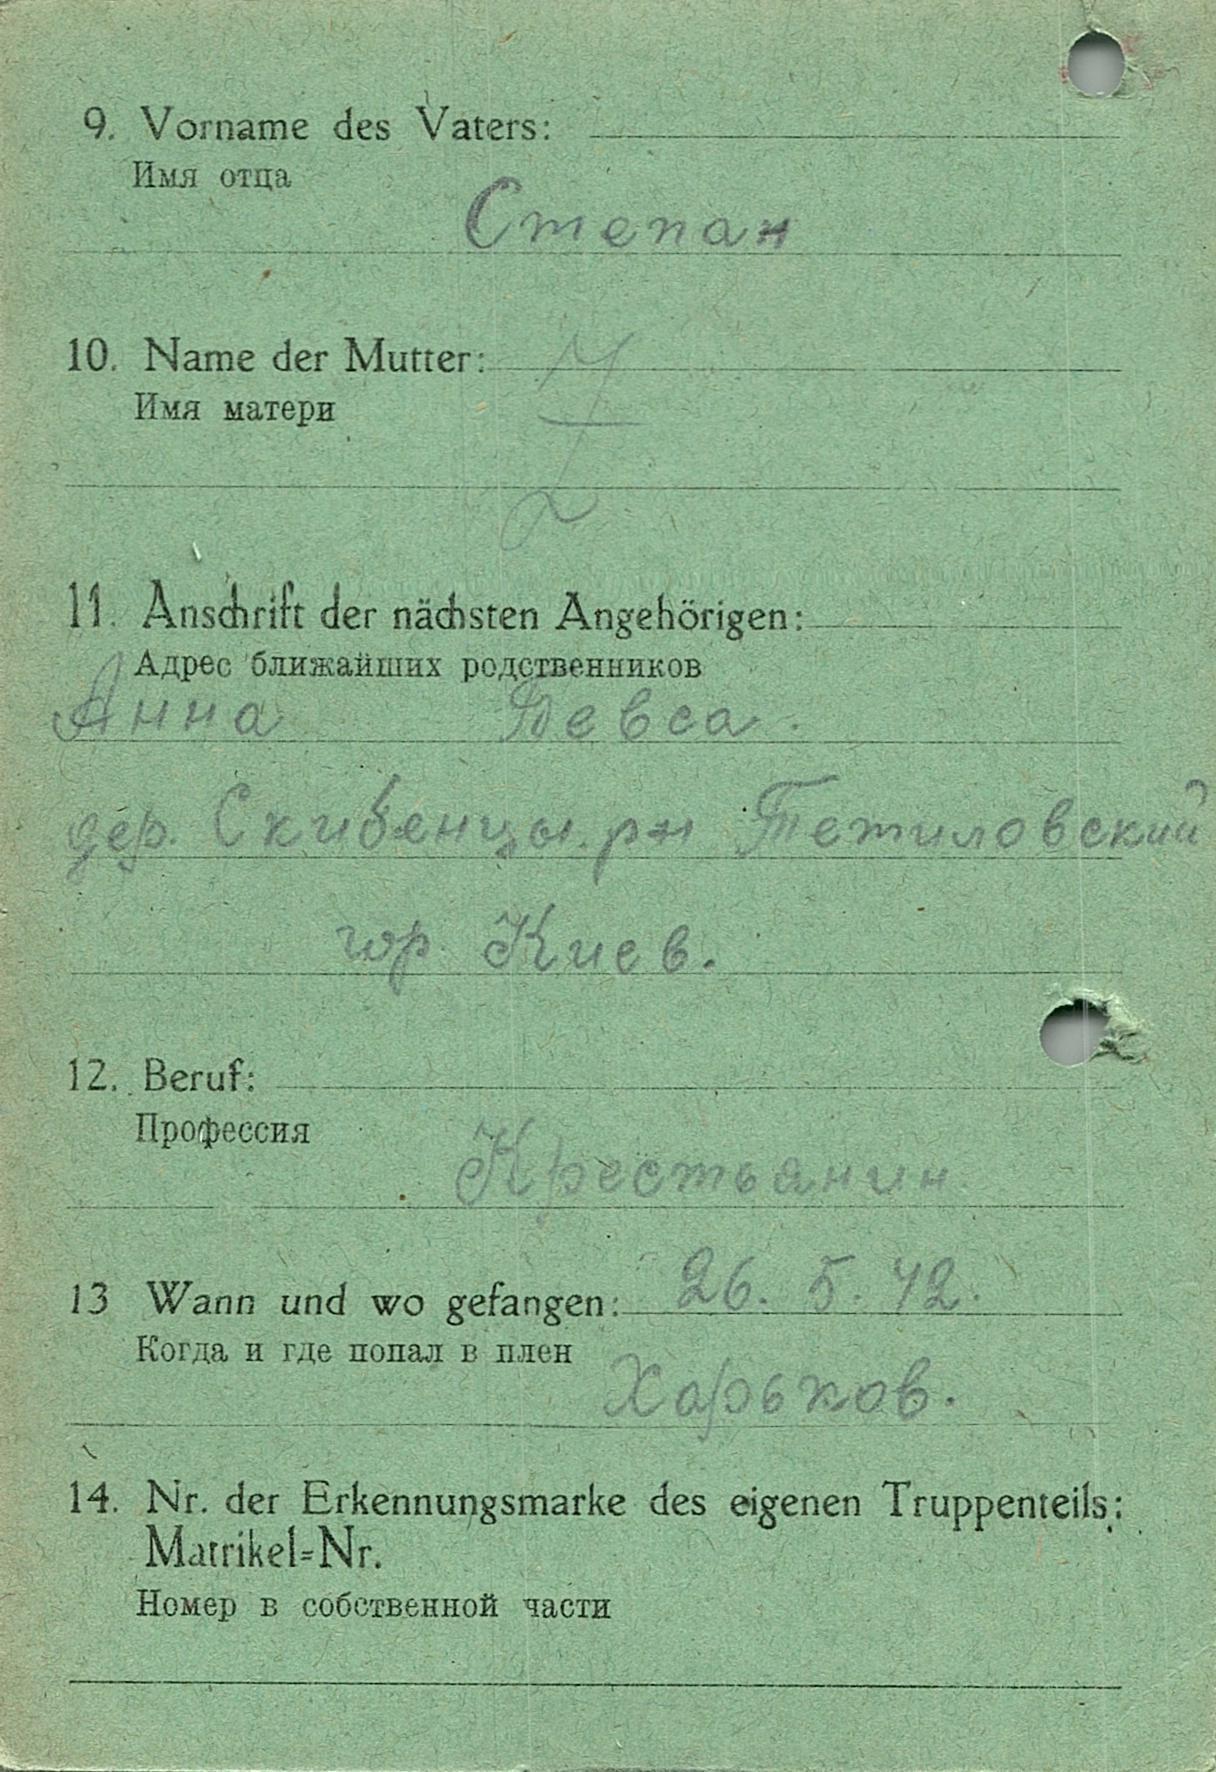 9. Vorname des Vaters:
Имя отца
Степан
10. Name der Mutter:
Имя матери
11. Anschrift der nächsten Angehörigen:
Адрес ближайших родственников
Анна Девса.
дер. Скибенцы. р-н Тетиловский
гор. Киев.
12. Beruf:
Профессия
Крестьянин.
13 Wann und wo gefangen: 26. 5. 42.
Когда и где попал в плен
Харьков.
14. Nr. der Erkennungsmarke des eigenen Truppenteils:
Matrikel=Nr.
Номер в собственной части